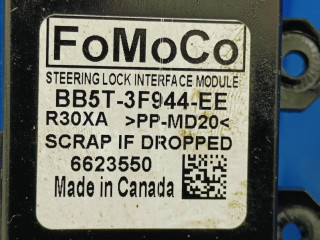 FoMoCo
STEERING LOCK INTERFACE MODULE
BB5T-3F944-EE
R30XA >PP-MD20<
SCRAP IF DROPPED
6623550
Made in Canada